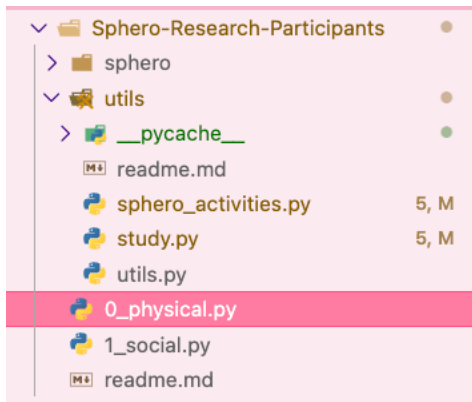 Sphero-Research-Participants
sphero
utils
__pycache__
readme.md
sphero_activities.py 5, M
study.py 5, M
utils.py
0_physical.py
1_social.py
readme.md